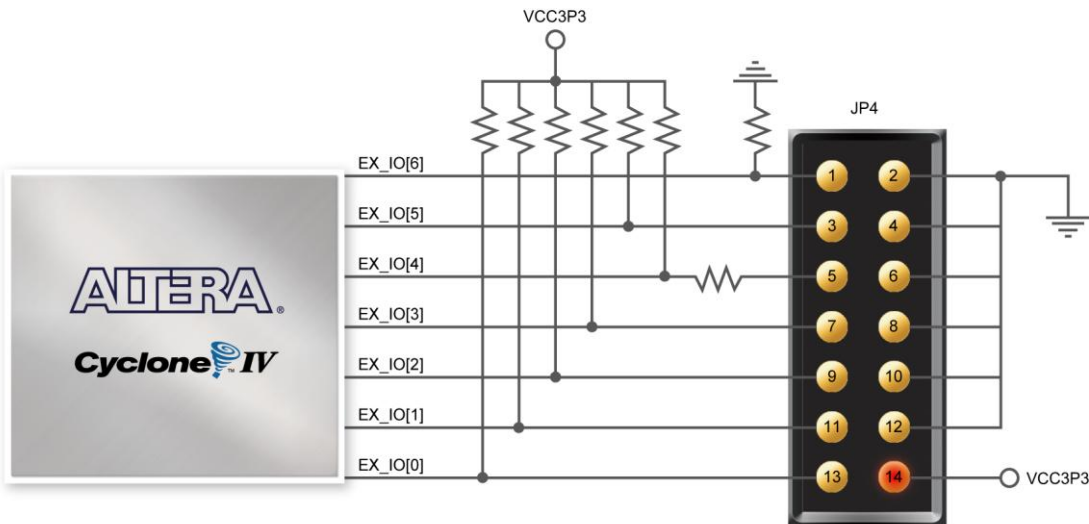 VCC3P3
JP4
EX_IO[6]
1 2
EX_IO[5]
3 4
EX_IO[4]
5 6
ALTERA®
EX_IO[3]
7 8
Cyclone™ IV
EX_IO[2]
9 10
EX_IO[1]
11 12
EX_IO[0]
13 14
VCC3P3